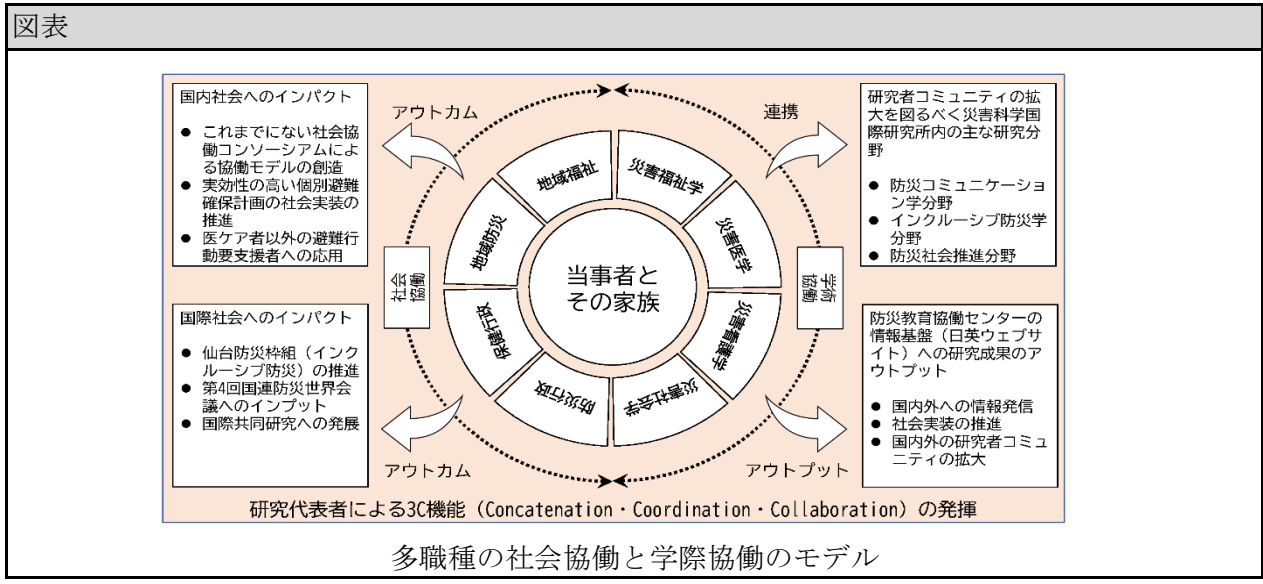 図表
国内社会へのインパクト
● これまでにない社会協
働コンソーシアムによ
る協働モデルの創造
● 実効性の高い個別避難
確保計画の社会実装の
推進
● 医ケア者以外の避難行
動要支援者への応用
アウトカム
連携
研究者コミュニティの拡
大を図るべく災害科学国
際研究所内の主な研究分
野
● 防災コミュニケーショ
ン学分野
● インクルーシブ防災学
分野
● 防災社会推進分野
地域福祉
災害福祉学
地域防災
災害医学
当事者と
その家族
社会
協働
学術
協働
保健行政
災害看護学
防災行政
災害社会学
国際社会へのインパクト
● 仙台防災枠組(インク
ルーシブ防災)の推進
● 第4回国連防災世界会
議へのインプット
● 国際共同研究への発展
アウトカム
アウトプット
防災教育協働センターの
情報基盤(日英ウェブサ
イト)への研究成果のア
ウトプット
● 国内外への情報発信
● 社会実装の推進
● 国内外の研究者コミュ
ニティの拡大
研究代表者による3C機能(Concatenation・Coordination・Collaboration)の発揮
多職種の社会協働と学際協働のモデル